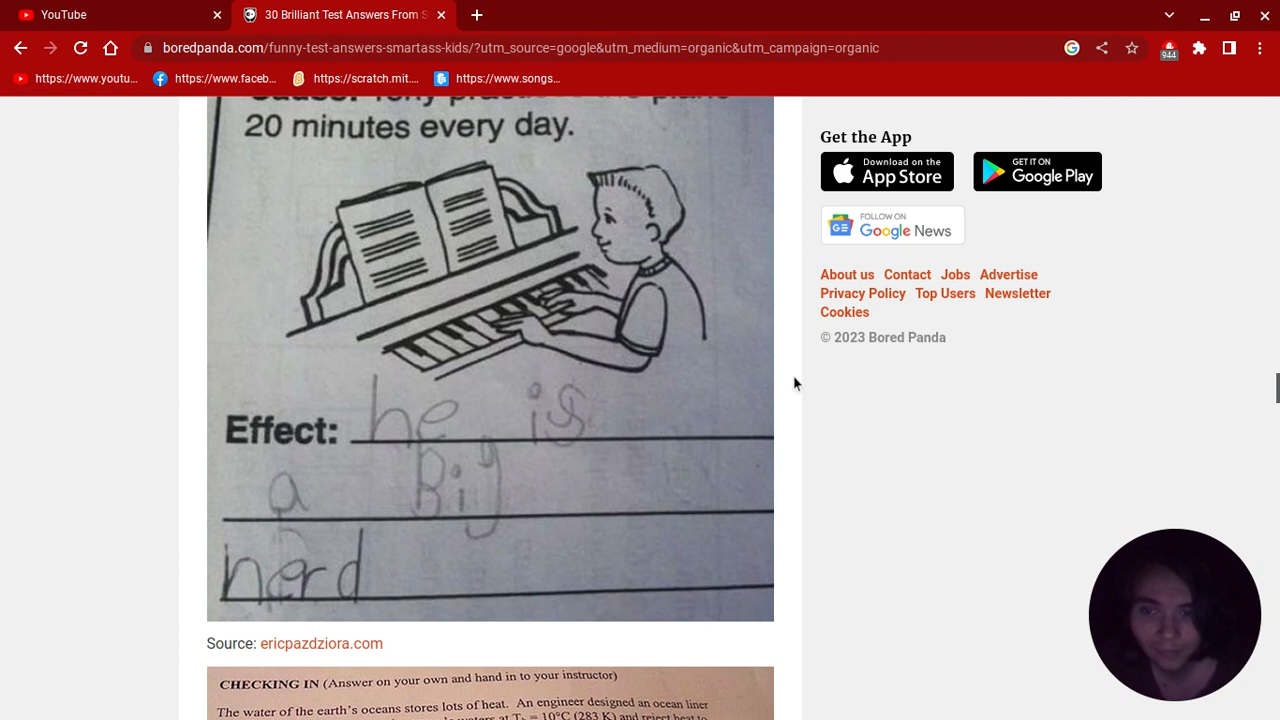 YouTube
30 Brilliant Test Answers From S
boredpanda.com/funny-test-answers-smartass-kids/?utm_source=google&utm_medium=organic&utm_campaign=organic
944
https://www.youtu...
https://www.faceb...
https://scratch.mit....
https://www.songs...
20 minutes every day.
Effect: he is
a Big
nerd
Source: ericpazdziora.com
CHECKING IN (Answer on your own and hand in to your instructor)
The water of the earth's oceans stores lots of heat. An engineer designed an ocean liner
Get the App
Download on the
App Store
GET IT ON
Google Play
FOLLOW ON
Google News
About us Contact Jobs Advertise
Privacy Policy Top Users Newsletter
Cookies
© 2023 Bored Panda